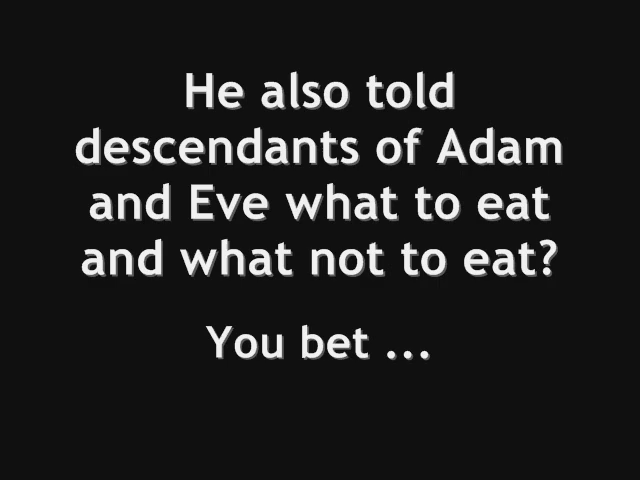 He also told
descendants of Adam
and Eve what to eat
and what not to eat?
You bet ...